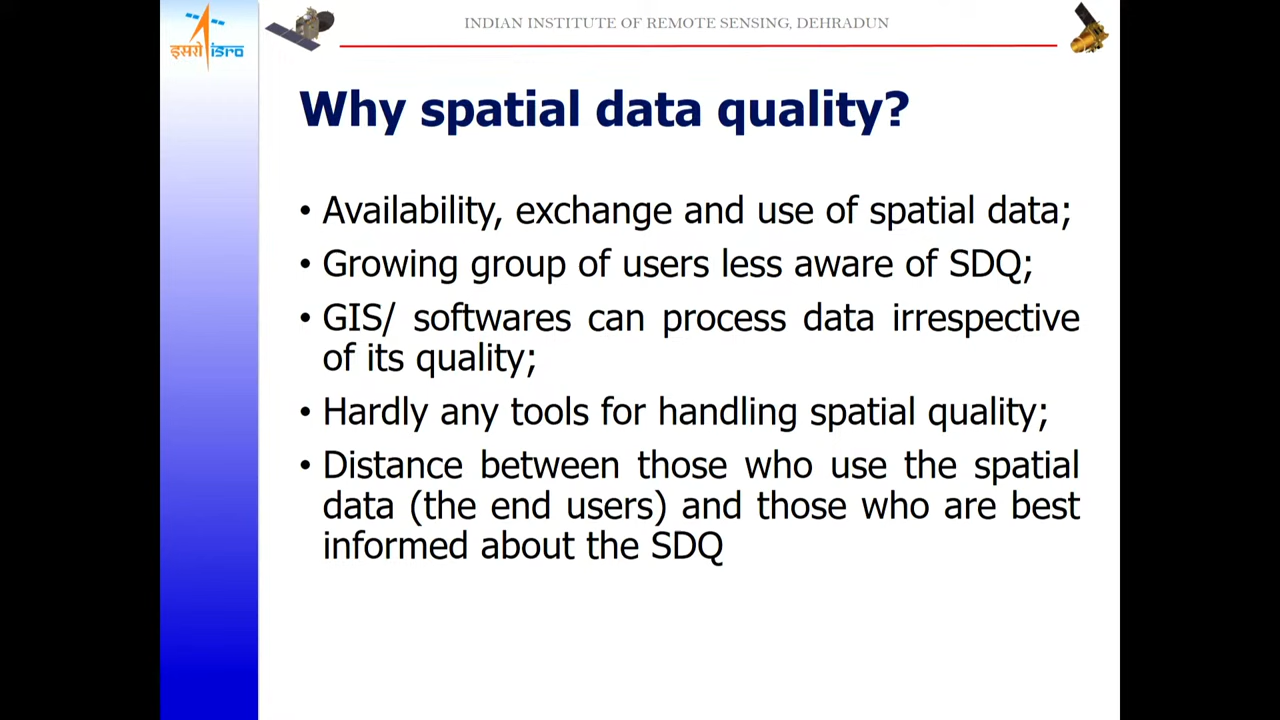 इसरो isro
INDIAN INSTITUTE OF REMOTE SENSING, DEHRADUN
Why spatial data quality?
• Availability, exchange and use of spatial data;
• Growing group of users less aware of SDQ;
• GIS/ softwares can process data irrespective
of its quality;
• Hardly any tools for handling spatial quality;
• Distance between those who use the spatial
data (the end users) and those who are best
informed about the SDQ